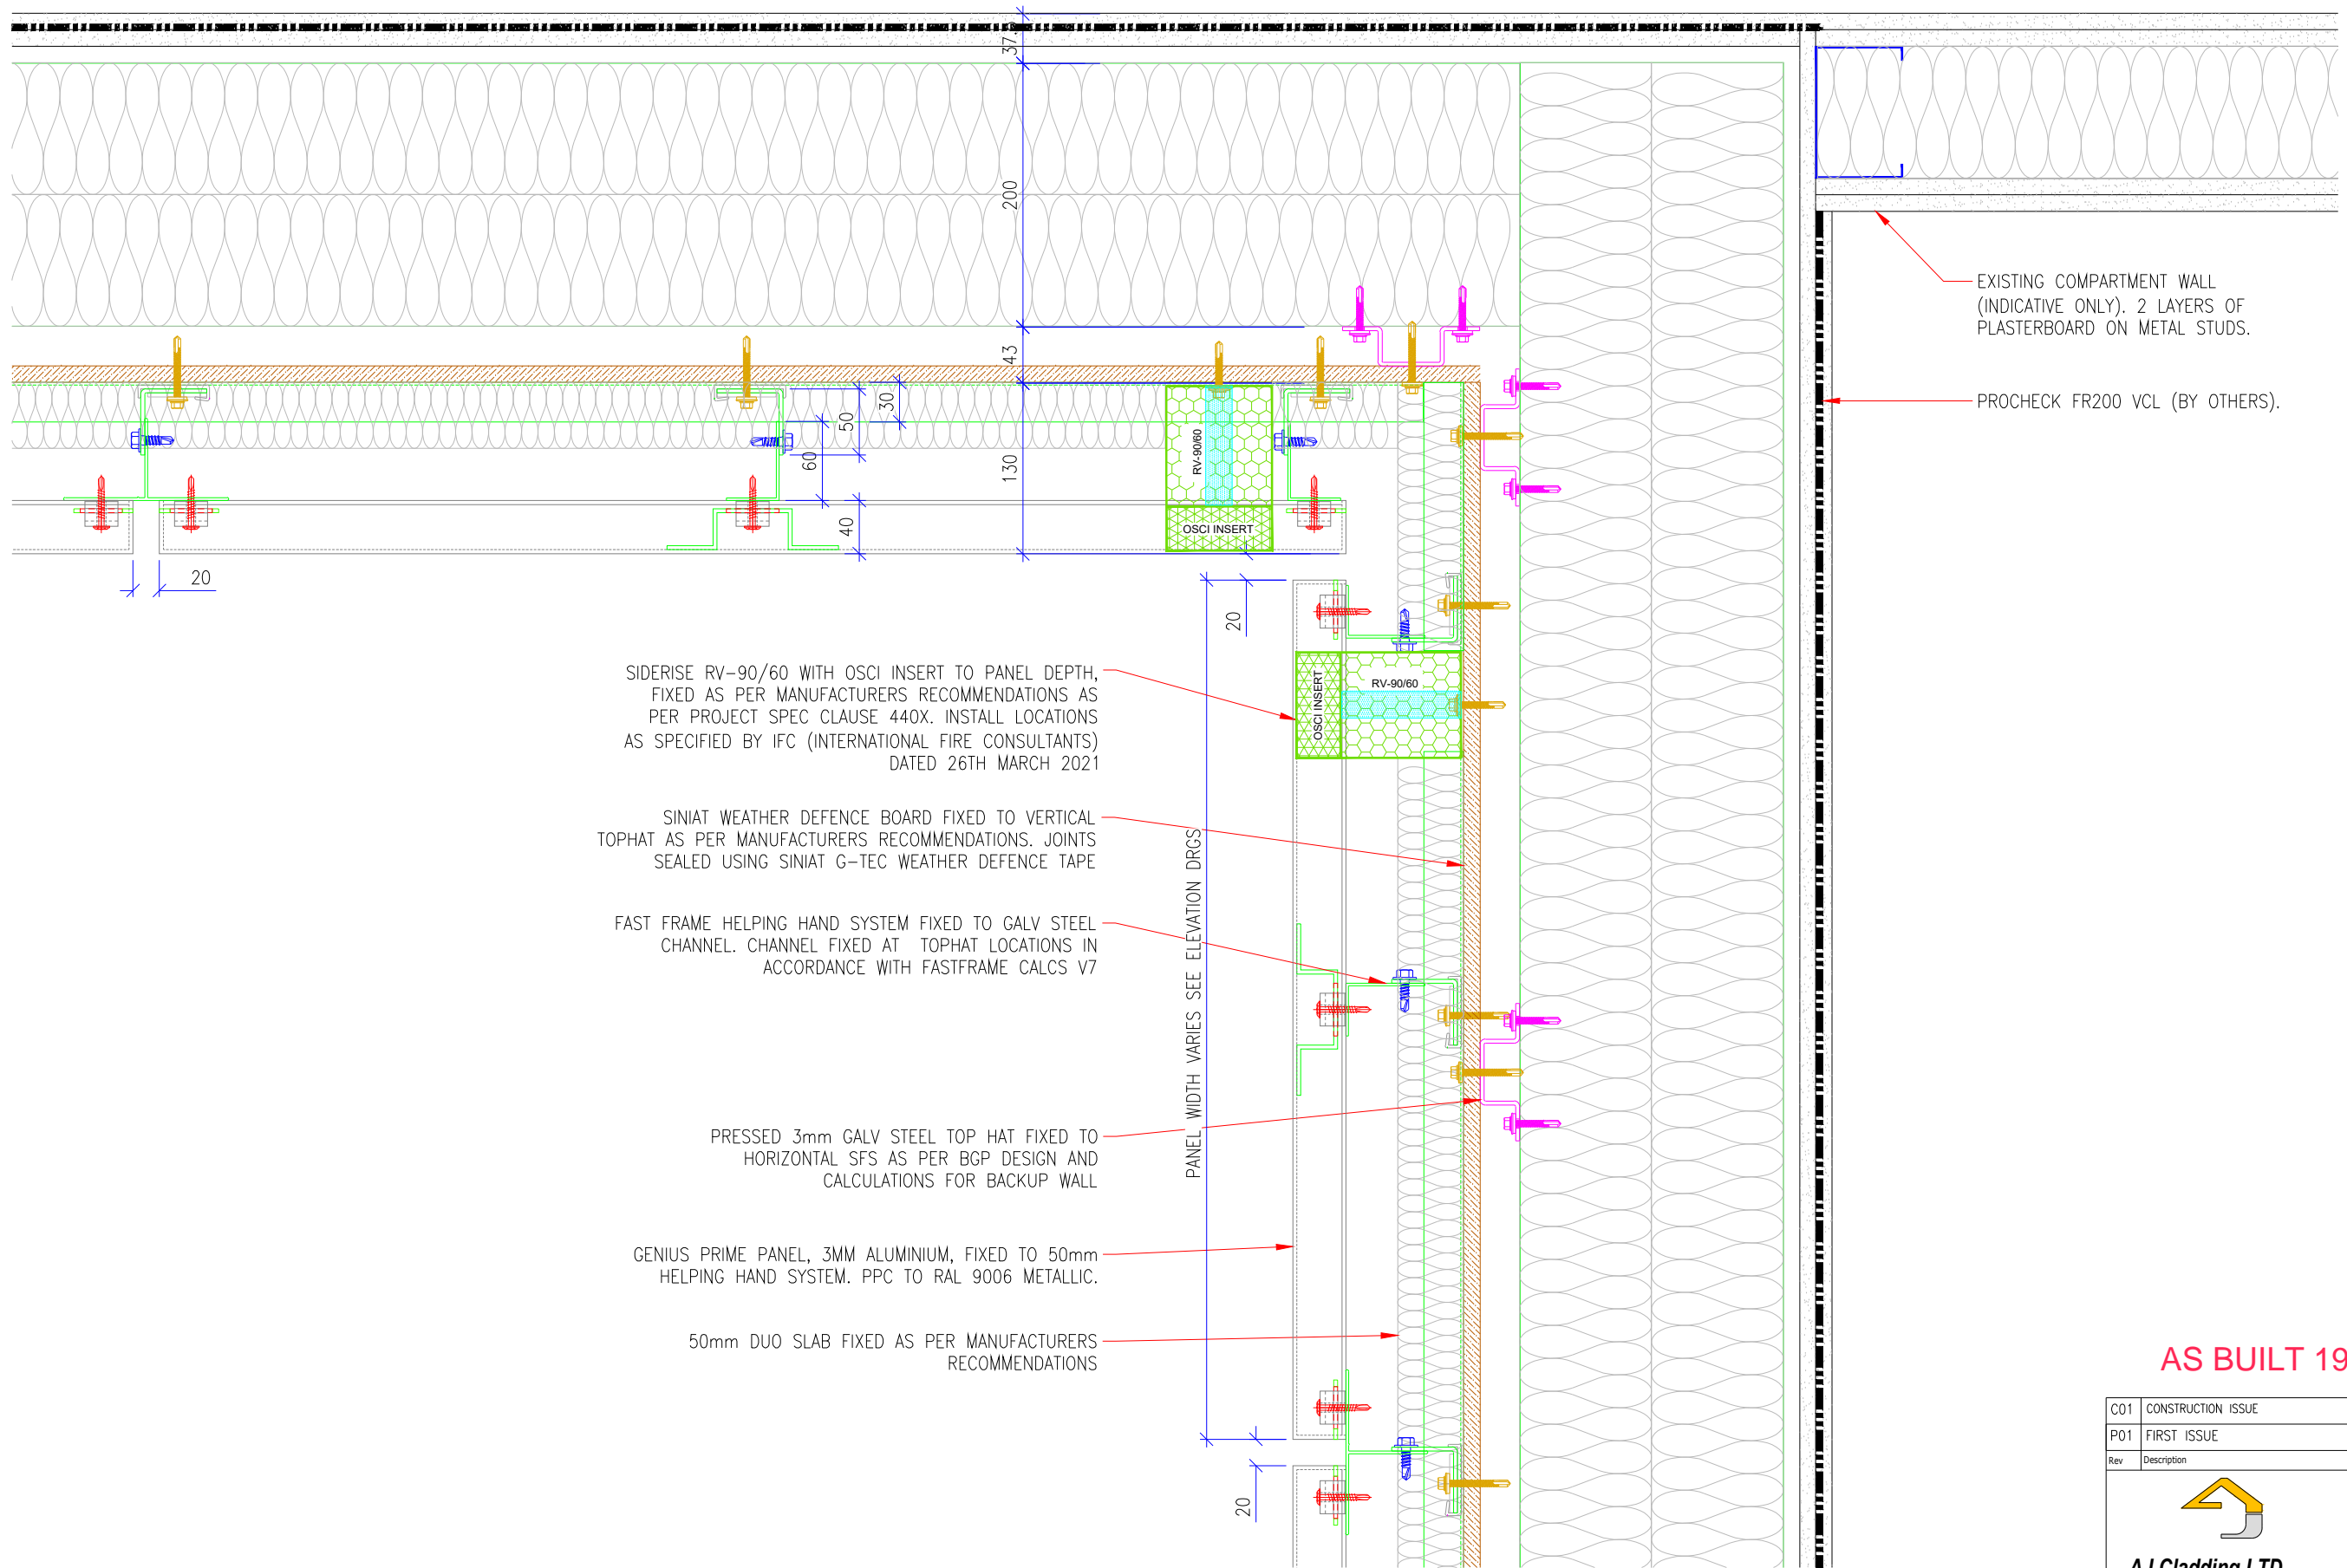 37.5
200
43
130
30
50
60
40
20
RV-90/60
OSCI INSERT
EXISTING COMPARTMENT WALL
(INDICATIVE ONLY). 2 LAYERS OF
PLASTERBOARD ON METAL STUDS.
PROCHECK FR200 VCL (BY OTHERS).
20
SIDERISE RV-90/60 WITH OSCI INSERT TO PANEL DEPTH,
FIXED AS PER MANUFACTURERS RECOMMENDATIONS AS
PER PROJECT SPEC CLAUSE 440X. INSTALL LOCATIONS
AS SPECIFIED BY IFC (INTERNATIONAL FIRE CONSULTANTS)
DATED 26TH MARCH 2021
OSCI INSERT
RV-90/60
SINIAT WEATHER DEFENCE BOARD FIXED TO VERTICAL
TOPHAT AS PER MANUFACTURERS RECOMMENDATIONS. JOINTS
SEALED USING SINIAT G-TEC WEATHER DEFENCE TAPE
FAST FRAME HELPING HAND SYSTEM FIXED TO GALV STEEL
CHANNEL. CHANNEL FIXED AT TOPHAT LOCATIONS IN
ACCORDANCE WITH FASTFRAME CALCS V7
PANEL WIDTH VARIES SEE ELEVATION DRGS
PRESSED 3mm GALV STEEL TOP HAT FIXED TO
HORIZONTAL SFS AS PER BGP DESIGN AND
CALCULATIONS FOR BACKUP WALL
GENIUS PRIME PANEL, 3MM ALUMINIUM, FIXED TO 50mm
HELPING HAND SYSTEM. PPC TO RAL 9006 METALLIC.
50mm DUO SLAB FIXED AS PER MANUFACTURERS
RECOMMENDATIONS
20
AS BUILT 19
C01 CONSTRUCTION ISSUE
P01 FIRST ISSUE
Rev Description
AJ Cladding LTD